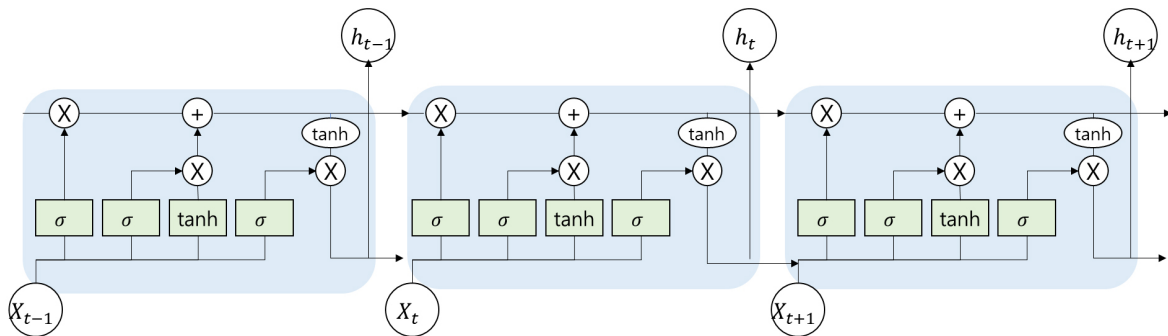 h_{t-1} h_t h_{t+1}
X + X + X +
tanh tanh tanh
X X X X X X
σ σ tanh σ σ σ tanh σ σ σ tanh σ
X_{t-1} X_t X_{t+1}